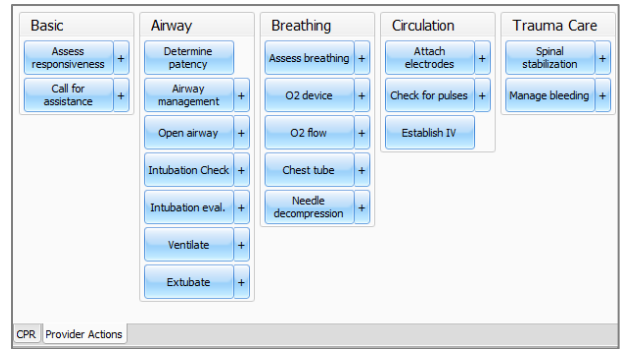 Basic
Assess
responsiveness +
Call for
assistance +
Airway
Determine
patency
Airway
management +
Open airway +
Intubation Check +
Intubation eval. +
Ventilate +
Extubate +
Breathing
Assess breathing +
O2 device +
O2 flow +
Chest tube +
Needle
decompression +
Circulation
Attach
electrodes +
Check for pulses +
Establish IV
Trauma Care
Spinal
stabilization +
Manage bleeding +
CPR Provider Actions